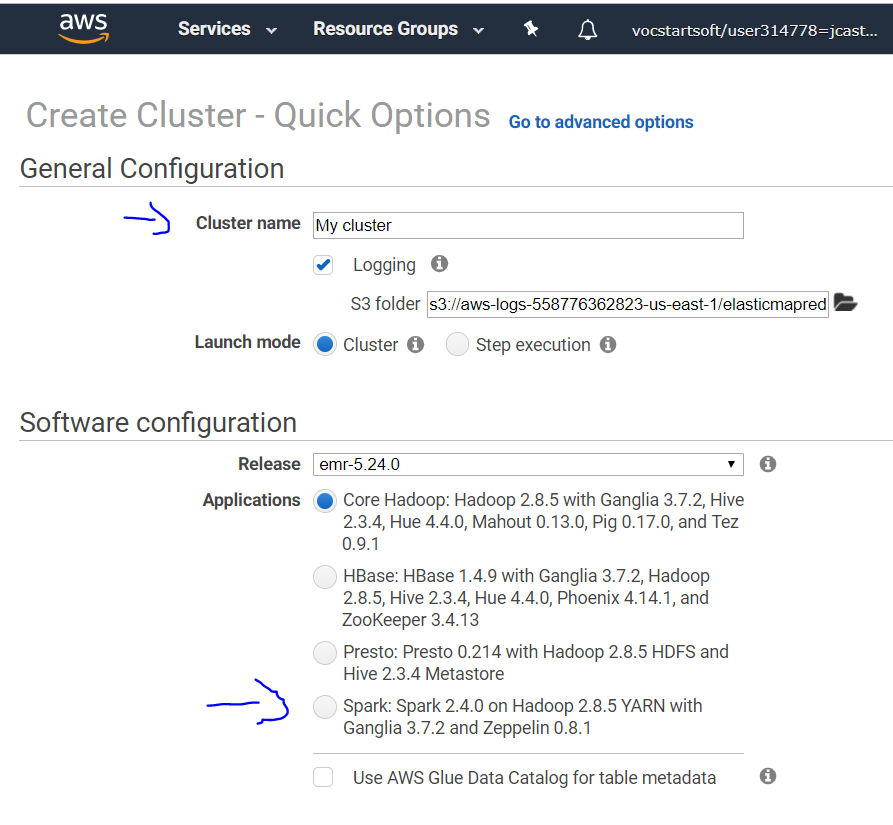 aws Services Resource Groups vocstartsoft/user314778=jcast...
Create Cluster - Quick Options Go to advanced options
General Configuration
Cluster name My cluster
Logging
S3 folder s3://aws-logs-558776362823-us-east-1/elasticmapred
Launch mode Cluster Step execution
Software configuration
Release emr-5.24.0
Applications Core Hadoop: Hadoop 2.8.5 with Ganglia 3.7.2, Hive
2.3.4, Hue 4.4.0, Mahout 0.13.0, Pig 0.17.0, and Tez
0.9.1
HBase: HBase 1.4.9 with Ganglia 3.7.2, Hadoop
2.8.5, Hive 2.3.4, Hue 4.4.0, Phoenix 4.14.1, and
ZooKeeper 3.4.13
Presto: Presto 0.214 with Hadoop 2.8.5 HDFS and
Hive 2.3.4 Metastore
Spark: Spark 2.4.0 on Hadoop 2.8.5 YARN with
Ganglia 3.7.2 and Zeppelin 0.8.1
Use AWS Glue Data Catalog for table metadata